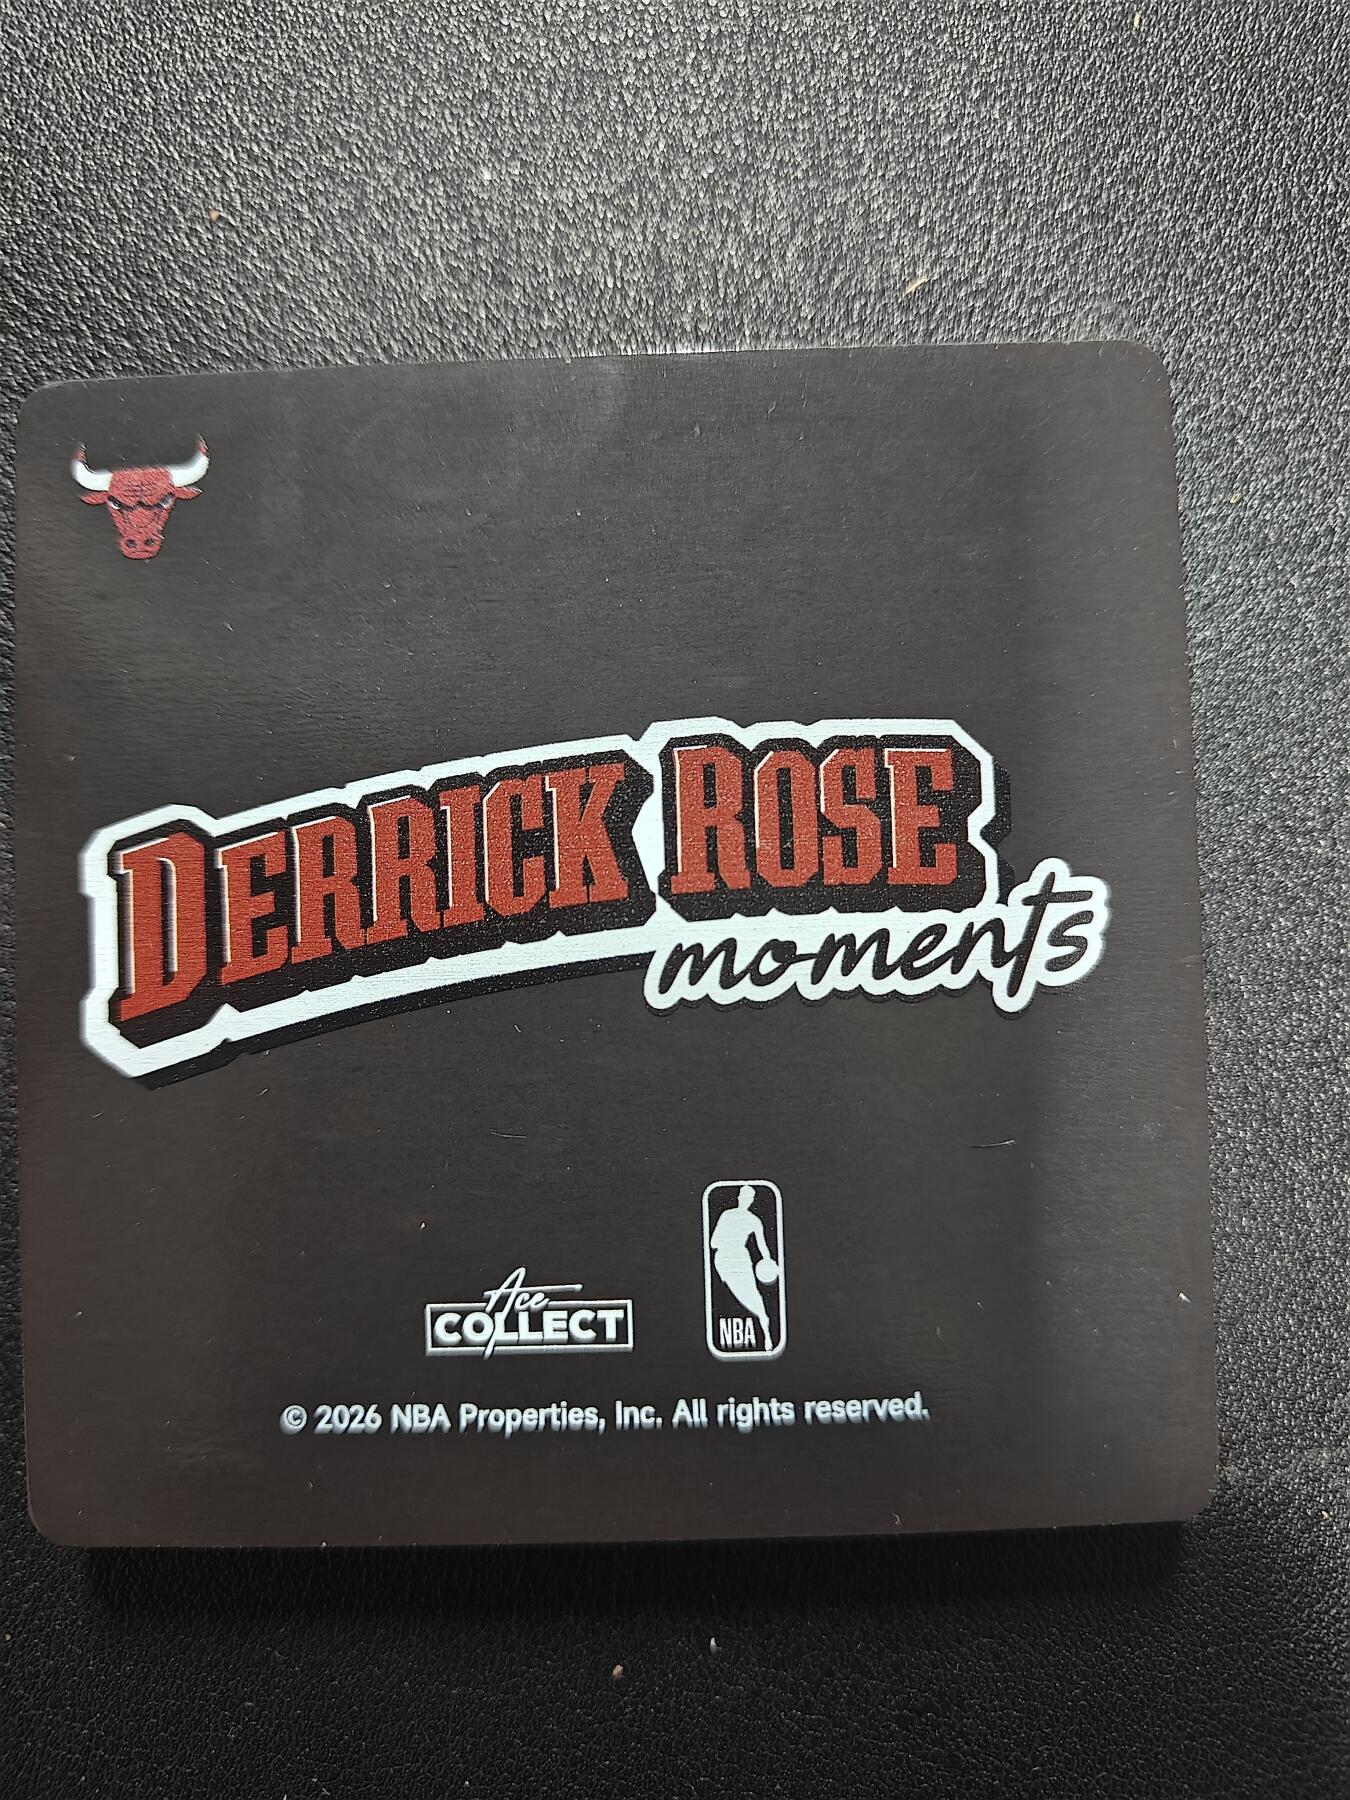 DERRICK ROSE
moments
Ace
COLLECT
NBA
© 2026 NBA Properties, Inc. All rights reserved.